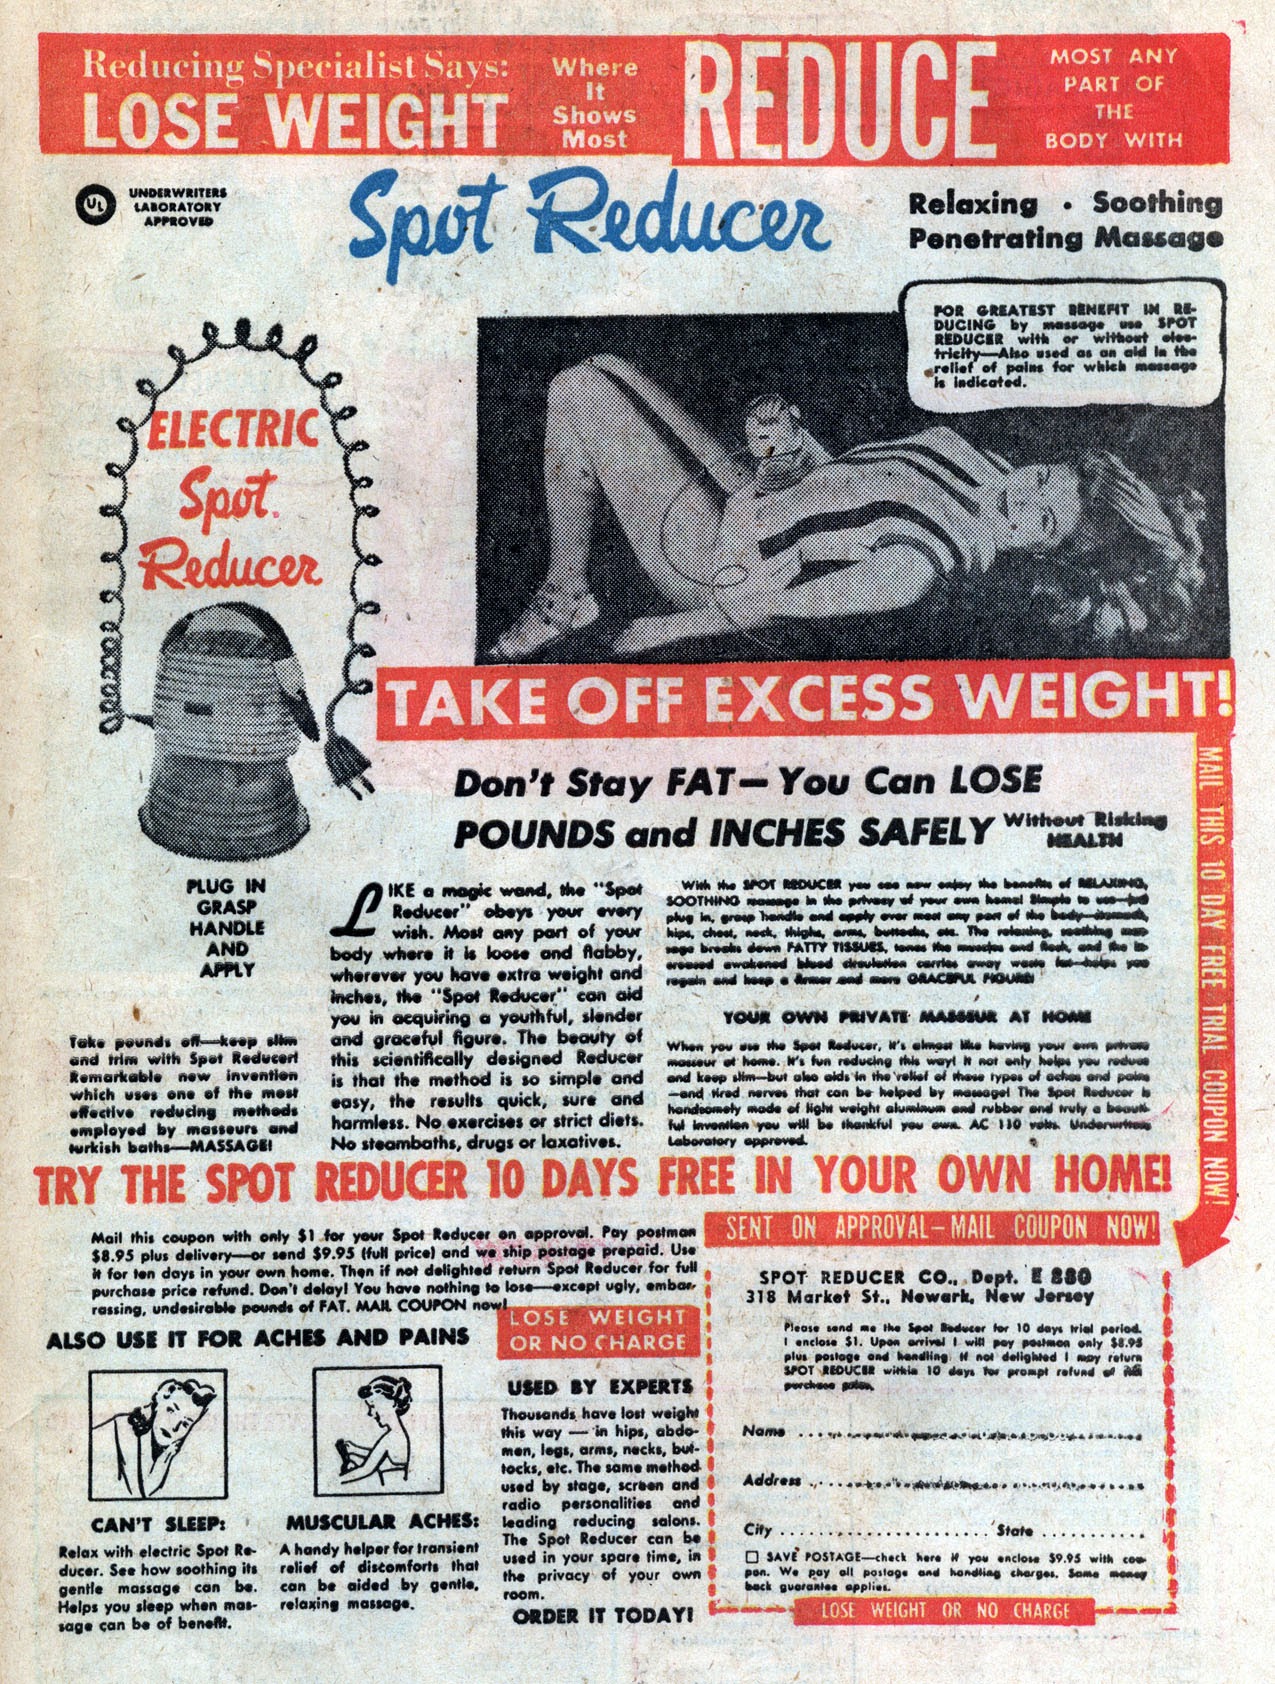 Reducing Specialist Says:
LOSE WEIGHT
Where
It
Shows
Most
REDUCE
MOST ANY
PART OF
THE
BODY WITH
UL
UNDERWRITERS
LABORATORY
APPROVED
Spot Reducer
Relaxing • Soothing
Penetrating Massage
FOR GREATEST BENEFIT IN RE-
DUCING by massage use SPOT
REDUCER with or without elec-
tricity—Also used as an aid in the
relief of pains for which massage
is indicated.
ELECTRIC
Spot
Reducer
TAKE OFF EXCESS WEIGHT!
MAIL THIS 10 DAY FREE TRIAL COUPON NOW!
Don't Stay FAT—You Can LOSE
POUNDS and INCHES SAFELY Without Risking
HEALTH
PLUG IN
GRASP
HANDLE
AND
APPLY
Take pounds off—keep slim
and trim with Spot Reducer!
Remarkable new invention
which uses one of the most
effective reducing methods
employed by masseurs and
turkish baths—MASSAGE!
LIKE a magic wand, the "Spot
Reducer" obeys your every
wish. Most any part of your
body where it is loose and flabby,
wherever you have extra weight and
inches, the "Spot Reducer" can aid
you in acquiring a youthful, slender
and graceful figure. The beauty of
this scientifically designed Reducer
is that the method is so simple and
easy, the results quick, sure and
harmless. No exercises or strict diets.
No steambaths, drugs or laxatives.
With the SPOT REDUCER you can now enjoy the benefits of RELAXING,
SOOTHING massage in the privacy of your own home! Simple to use—just
plug in, grasp handle and apply over most any part of the body—stomach,
hips, chest, neck, thighs, arms, buttocks, etc. The relaxing, soothing mas-
sage breaks down FATTY TISSUES, tones the muscles and flesh, and the in-
creased awakened blood circulation carries away waste fat—helps you
regain and keep a firmer and more GRACEFUL FIGURE!
YOUR OWN PRIVATE MASSEUR AT HOME
When you use the Spot Reducer, it's almost like having your own private
masseur at home. It's fun reducing this way! It not only helps you reduce
and keep slim—but also aids in the relief of those types of aches and pains
—and tired nerves that can be helped by massage! The Spot Reducer is
handsomely made of light weight aluminum and rubber and truly a beauti-
ful invention you will be thankful you own. AC 110 volts. Underwriters
Laboratory approved.
TRY THE SPOT REDUCER 10 DAYS FREE IN YOUR OWN HOME!
Mail this coupon with only $1 for your Spot Reducer on approval. Pay postman
$8.95 plus delivery—or send $9.95 (full price) and we ship postage prepaid. Use
it for ten days in your own home. Then if not delighted return Spot Reducer for full
purchase price refund. Don't delay! You have nothing to lose—except ugly, embar-
rassing, undesirable pounds of FAT. MAIL COUPON now!
LOSE WEIGHT
OR NO CHARGE
ALSO USE IT FOR ACHES AND PAINS
CAN'T SLEEP:
Relax with electric Spot Re-
ducer. See how soothing its
gentle massage can be.
Helps you sleep when mas-
sage can be of benefit.
MUSCULAR ACHES:
A handy helper for transient
relief of discomforts that
can be aided by gentle,
relaxing massage.
USED BY EXPERTS
Thousands have lost weight
this way — in hips, abdo-
men, legs, arms, necks, but-
tocks, etc. The same method
used by stage, screen and
radio personalities and
leading reducing salons.
The Spot Reducer can be
used in your spare time, in
the privacy of your own
room.
ORDER IT TODAY!
SENT ON APPROVAL—MAIL COUPON NOW!
SPOT REDUCER CO., Dept. E 880
318 Market St., Newark, New Jersey
Please send me the Spot Reducer for 10 days trial period.
I enclose $1. Upon arrival I will pay postman only $8.95
plus postage and handling. If not delighted I may return
SPOT REDUCER within 10 days for prompt refund of full
purchase price.
Name
Address
City State
☐ SAVE POSTAGE—check here if you enclose $9.95 with cou-
pon. We pay all postage and handling charges. Same money
back guarantee applies.
LOSE WEIGHT OR NO CHARGE